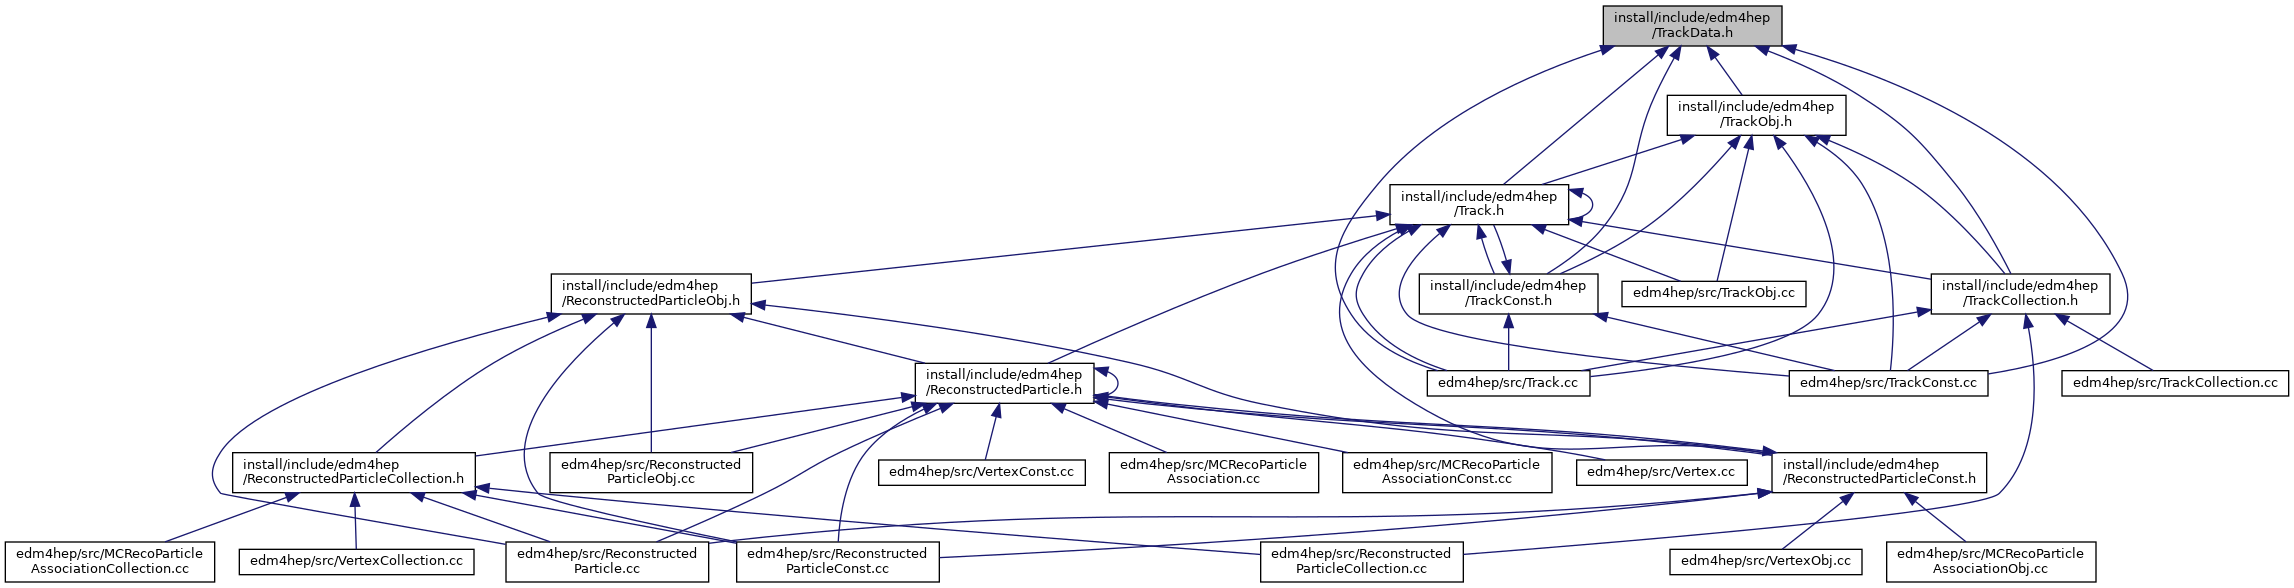 install/include/edm4hep
/TrackData.h
install/include/edm4hep
/TrackObj.h
install/include/edm4hep
/Track.h
install/include/edm4hep
/ReconstructedParticleObj.h
install/include/edm4hep
/TrackConst.h
edm4hep/src/TrackObj.cc
install/include/edm4hep
/TrackCollection.h
install/include/edm4hep
/ReconstructedParticle.h
edm4hep/src/Track.cc
edm4hep/src/TrackConst.cc
edm4hep/src/TrackCollection.cc
install/include/edm4hep
/ReconstructedParticleCollection.h
edm4hep/src/Reconstructed
ParticleObj.cc
edm4hep/src/VertexConst.cc
edm4hep/src/MCRecoParticle
Association.cc
edm4hep/src/MCRecoParticle
AssociationConst.cc
edm4hep/src/Vertex.cc
install/include/edm4hep
/ReconstructedParticleConst.h
edm4hep/src/MCRecoParticle
AssociationCollection.cc
edm4hep/src/VertexCollection.cc
edm4hep/src/Reconstructed
Particle.cc
edm4hep/src/Reconstructed
ParticleConst.cc
edm4hep/src/Reconstructed
ParticleCollection.cc
edm4hep/src/VertexObj.cc
edm4hep/src/MCRecoParticle
AssociationObj.cc